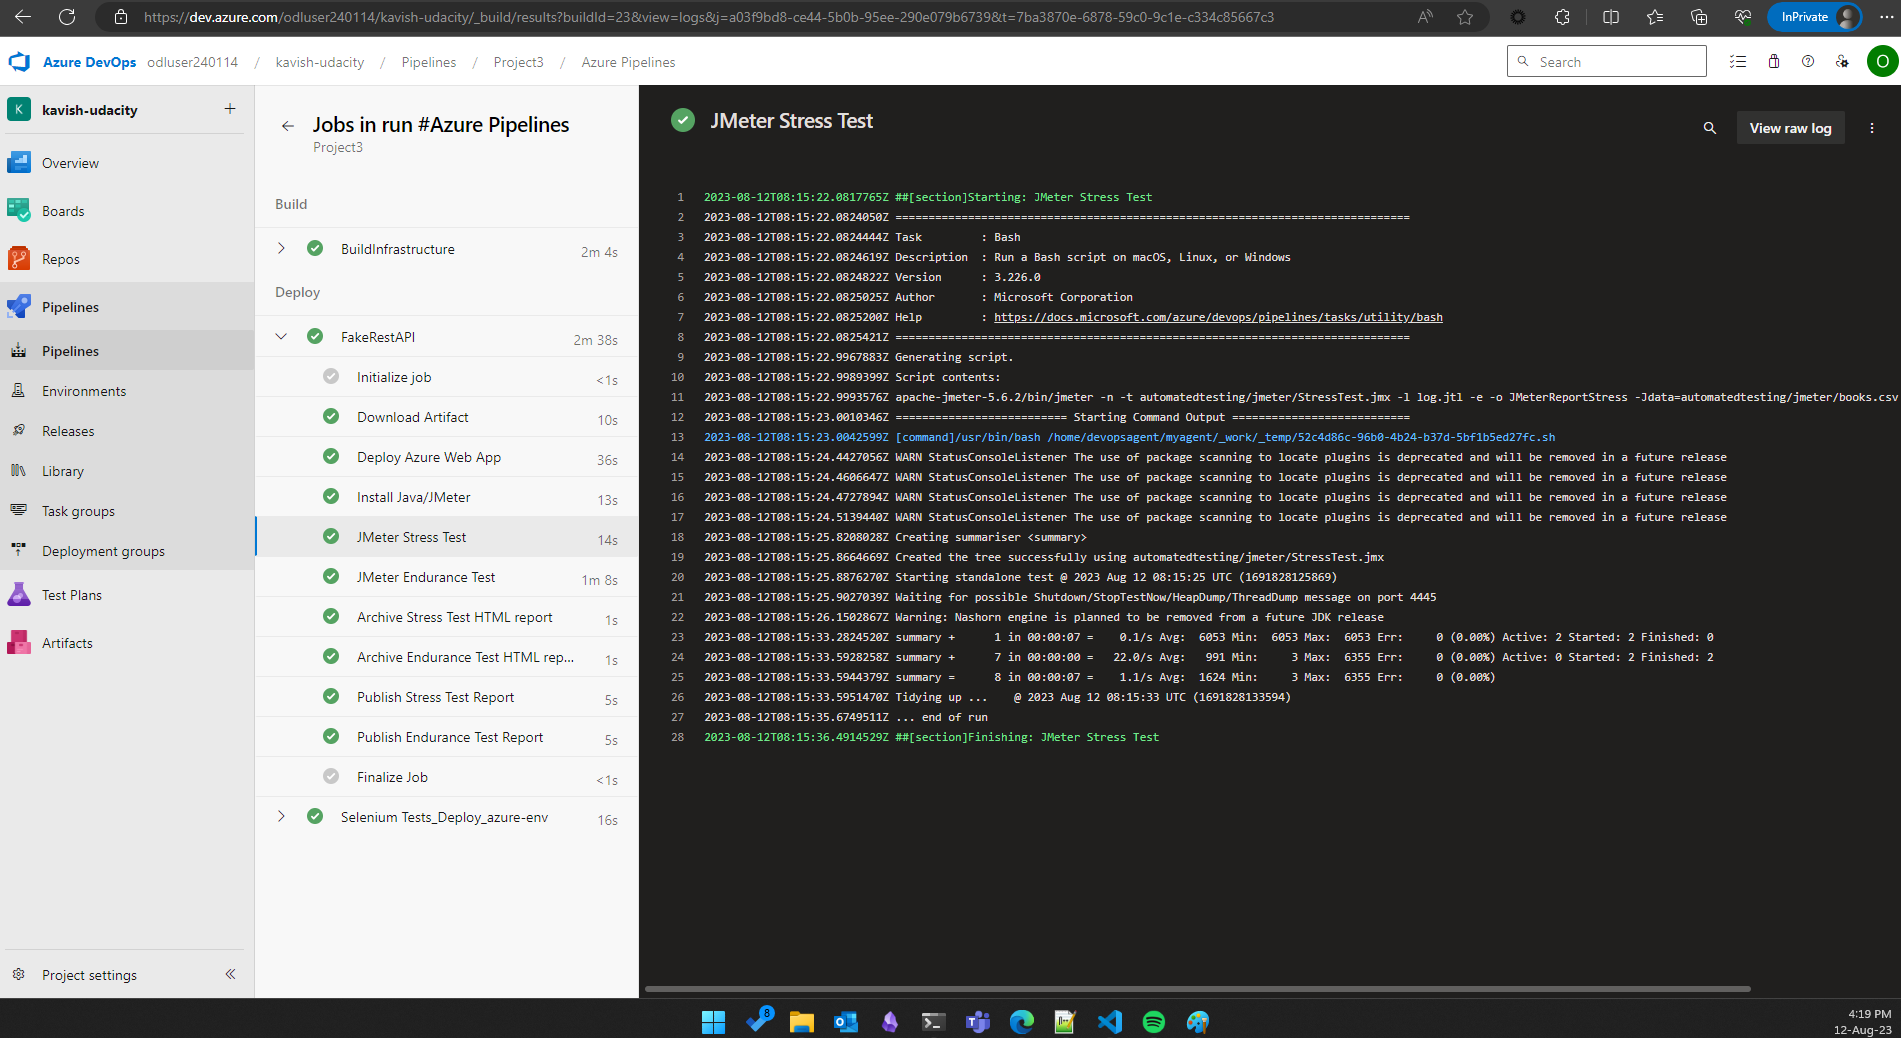 https://dev.azure.com/odluser240114/kavish-udacity/_build/results?buildId=23&view=logs&j=a03f9bd8-ce44-5b0b-95ee-290e079b6739&t=7ba3870e-6878-59c0-9c1e-c334c85667c3
InPrivate
Azure DevOps odluser240114 / kavish-udacity / Pipelines / Project3 / Azure Pipelines
Search
O
K kavish-udacity +
Overview
Boards
Repos
Pipelines
Pipelines
Environments
Releases
Library
Task groups
Deployment groups
Test Plans
Artifacts
Project settings
Jobs in run #Azure Pipelines
Project3
Build
BuildInfrastructure 2m 4s
Deploy
FakeRestAPI 2m 38s
Initialize job <1s
Download Artifact 10s
Deploy Azure Web App 36s
Install Java/JMeter 13s
JMeter Stress Test 14s
JMeter Endurance Test 1m 8s
Archive Stress Test HTML report 1s
Archive Endurance Test HTML rep... 1s
Publish Stress Test Report 5s
Publish Endurance Test Report 5s
Finalize Job <1s
Selenium Tests_Deploy_azure-env 16s
JMeter Stress Test
View raw log
1 2023-08-12T08:15:22.0817765Z ##[section]Starting: JMeter Stress Test
2 2023-08-12T08:15:22.0824050Z ==============================================================================
3 2023-08-12T08:15:22.0824444Z Task : Bash
4 2023-08-12T08:15:22.0824619Z Description : Run a Bash script on macOS, Linux, or Windows
5 2023-08-12T08:15:22.0824822Z Version : 3.226.0
6 2023-08-12T08:15:22.0825025Z Author : Microsoft Corporation
7 2023-08-12T08:15:22.0825200Z Help : https://docs.microsoft.com/azure/devops/pipelines/tasks/utility/bash
8 2023-08-12T08:15:22.0825421Z ==============================================================================
9 2023-08-12T08:15:22.9967883Z Generating script.
10 2023-08-12T08:15:22.9989399Z Script contents:
11 2023-08-12T08:15:22.9993576Z apache-jmeter-5.6.2/bin/jmeter -n -t automatedtesting/jmeter/StressTest.jmx -l log.jtl -e -o JMeterReportStress -Jdata=automatedtesting/jmeter/books.csv
12 2023-08-12T08:15:23.0010346Z ========================== Starting Command Output ===========================
13 2023-08-12T08:15:23.0042599Z [command]/usr/bin/bash /home/devopsagent/myagent/_work/_temp/52c4d86c-96b0-4b24-b37d-5bf1b5ed27fc.sh
14 2023-08-12T08:15:24.4427056Z WARN StatusConsoleListener The use of package scanning to locate plugins is deprecated and will be removed in a future release
15 2023-08-12T08:15:24.4606647Z WARN StatusConsoleListener The use of package scanning to locate plugins is deprecated and will be removed in a future release
16 2023-08-12T08:15:24.4727894Z WARN StatusConsoleListener The use of package scanning to locate plugins is deprecated and will be removed in a future release
17 2023-08-12T08:15:24.5139440Z WARN StatusConsoleListener The use of package scanning to locate plugins is deprecated and will be removed in a future release
18 2023-08-12T08:15:25.8208028Z Creating summariser <summary>
19 2023-08-12T08:15:25.8664669Z Created the tree successfully using automatedtesting/jmeter/StressTest.jmx
20 2023-08-12T08:15:25.8876270Z Starting standalone test @ 2023 Aug 12 08:15:25 UTC (1691828125869)
21 2023-08-12T08:15:25.9027039Z Waiting for possible Shutdown/StopTestNow/HeapDump/ThreadDump message on port 4445
22 2023-08-12T08:15:26.1502867Z Warning: Nashorn engine is planned to be removed from a future JDK release
23 2023-08-12T08:15:33.2824520Z summary + 1 in 00:00:07 = 0.1/s Avg: 6053 Min: 6053 Max: 6053 Err: 0 (0.00%) Active: 2 Started: 2 Finished: 0
24 2023-08-12T08:15:33.5928258Z summary + 7 in 00:00:00 = 22.0/s Avg: 991 Min: 3 Max: 6355 Err: 0 (0.00%) Active: 0 Started: 2 Finished: 2
25 2023-08-12T08:15:33.5944379Z summary = 8 in 00:00:07 = 1.1/s Avg: 1624 Min: 3 Max: 6355 Err: 0 (0.00%)
26 2023-08-12T08:15:33.5951470Z Tidying up ... @ 2023 Aug 12 08:15:33 UTC (1691828133594)
27 2023-08-12T08:15:35.6749511Z ... end of run
28 2023-08-12T08:15:36.4914529Z ##[section]Finishing: JMeter Stress Test
8
4:19 PM
12-Aug-23